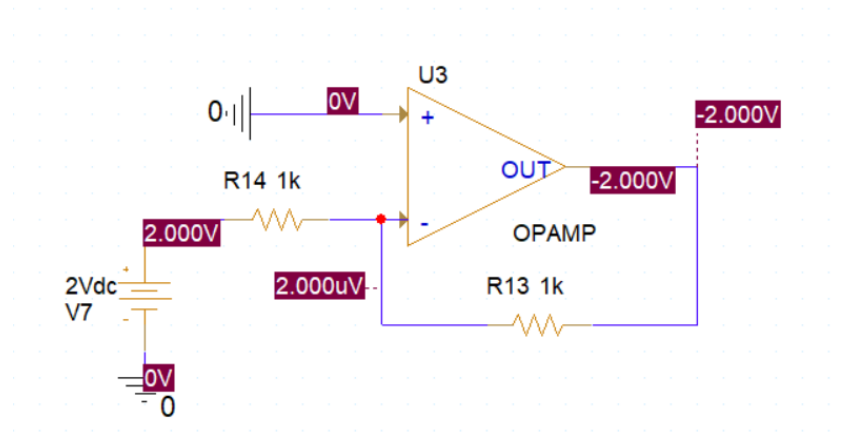 U3
0
0V
+
-2.000V
R14 1k
OUT
-2.000V
2.000V
-
OPAMP
+
2Vdc
V7
-
2.000uV
R13 1k
0V
0